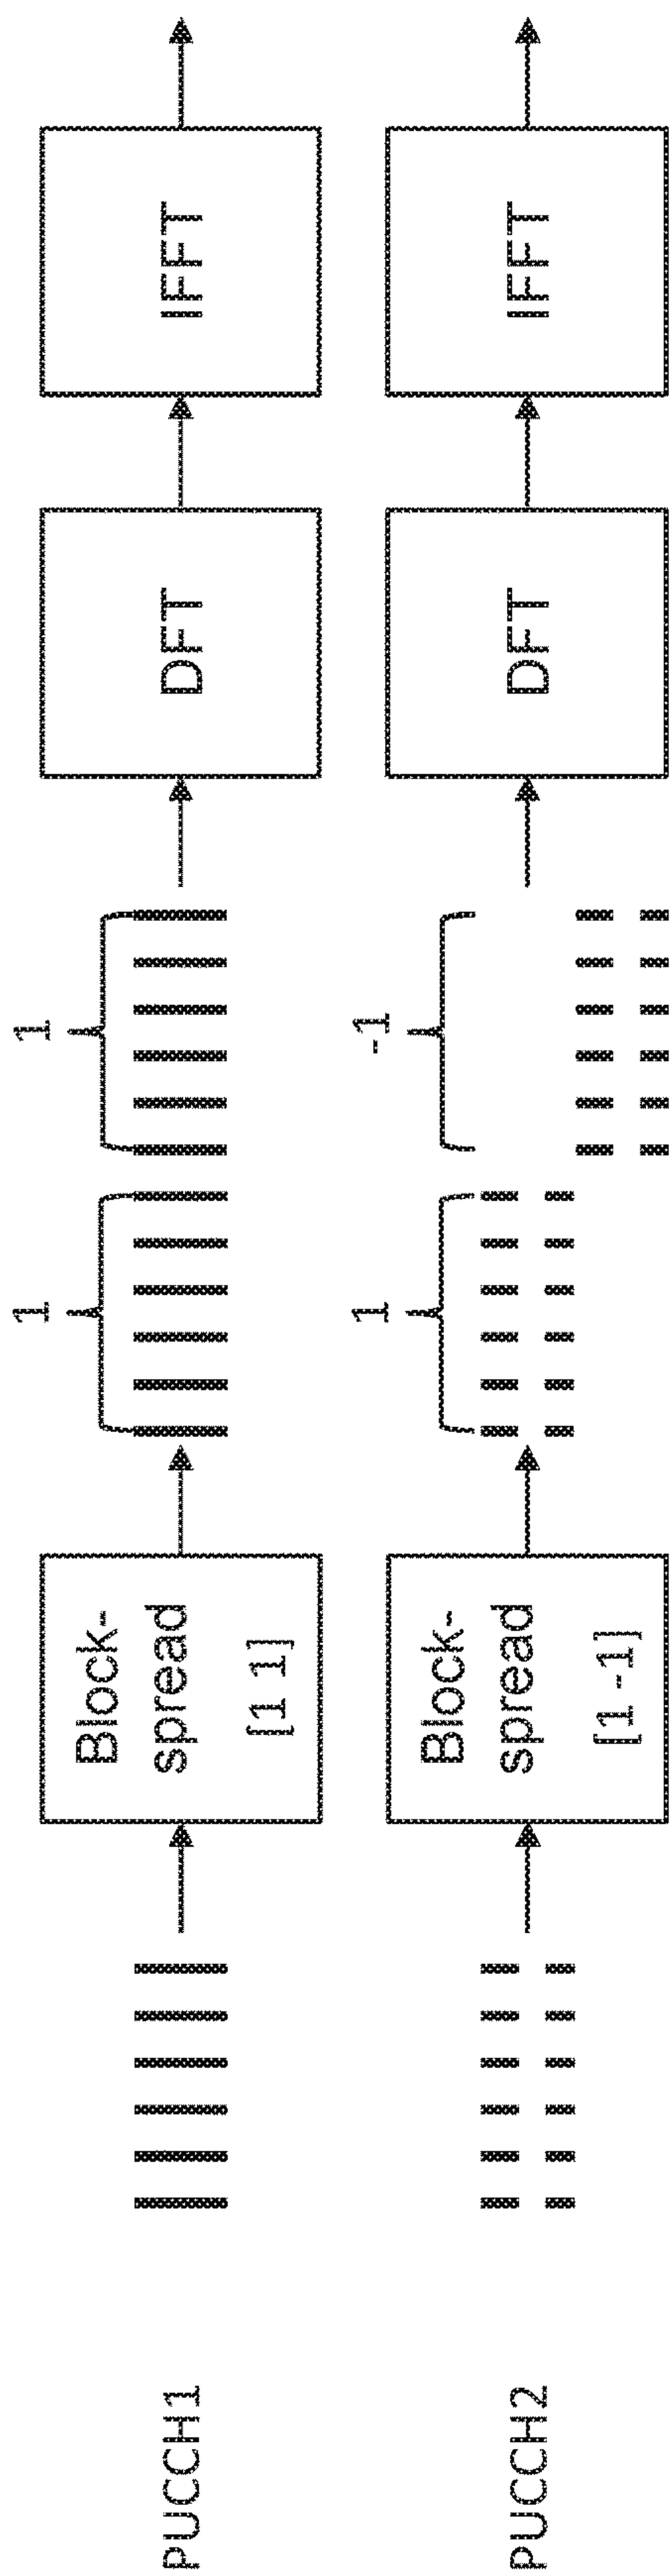 PUCCH1
Block-
spread
[1 1]
1
1
DFT
IFFT
PUCCH2
Block-
spread
[1 -1]
1
-1
DFT
IFFT